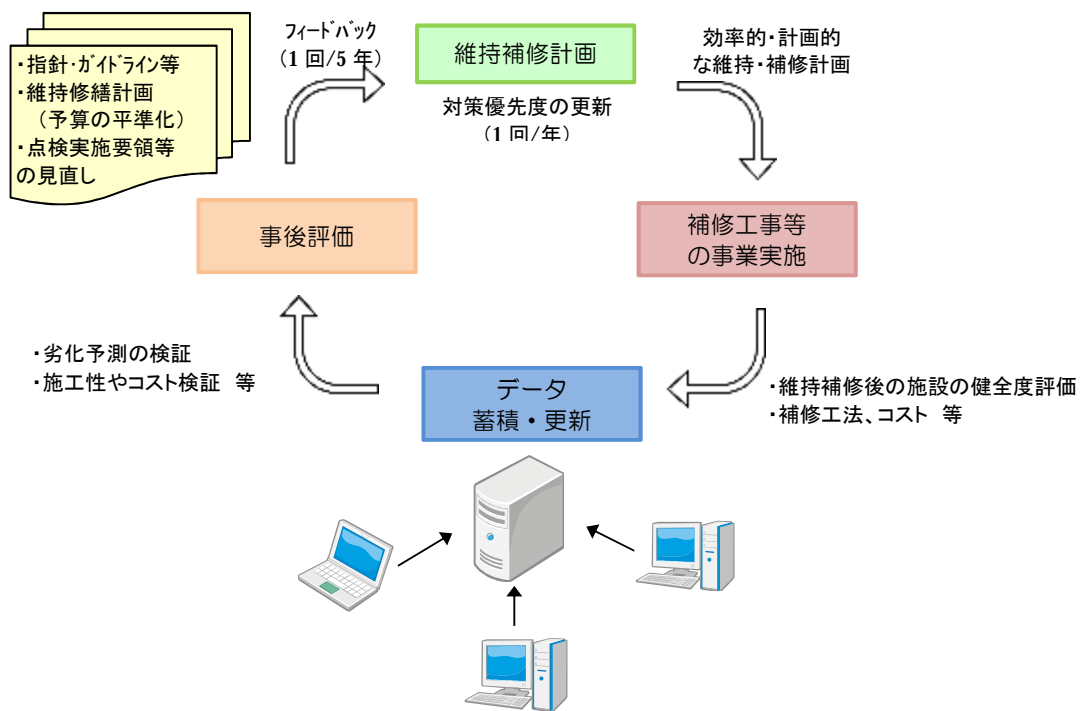 ・指針・ガイドライン等
・維持修繕計画
（予算の平準化）
・点検実施要領等
の見直し
フィードバック
(1 回/5 年)
維持補修計画
対策優先度の更新
(1 回/年)
効率的・計画的
な維持・補修計画
事後評価
補修工事等
の事業実施
・劣化予測の検証
・施工性やコスト検証　等
データ
蓄積・更新
・維持補修後の施設の健全度評価
・補修工法、コスト　等